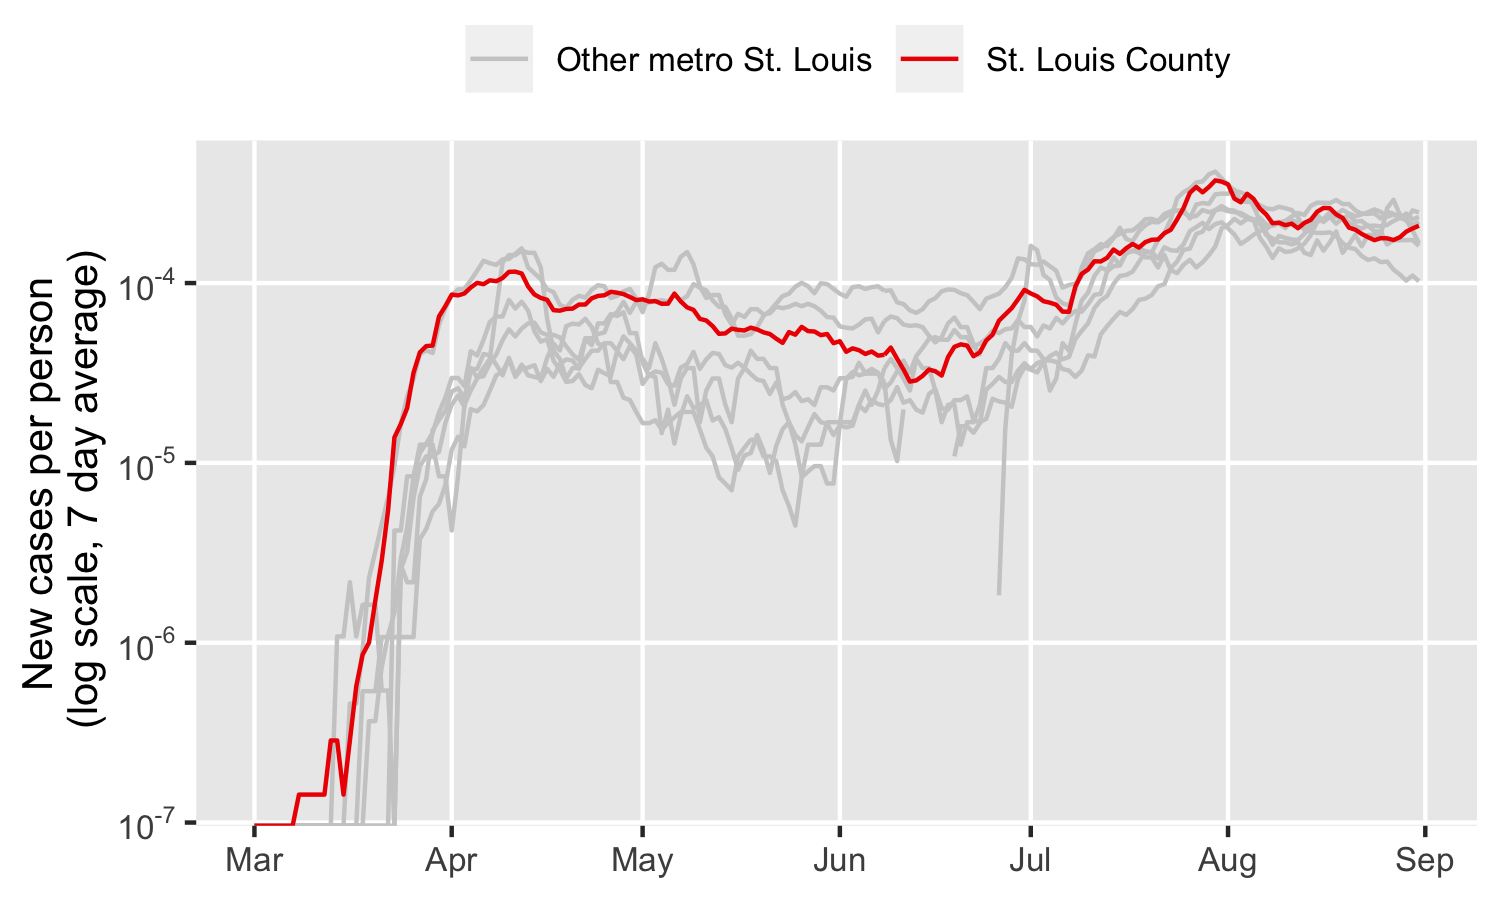 Other metro St. Louis
St. Louis County
New cases per person
(log scale, 7 day average)
10⁻⁴
10⁻⁵
10⁻⁶
10⁻⁷
Mar
Apr
May
Jun
Jul
Aug
Sep